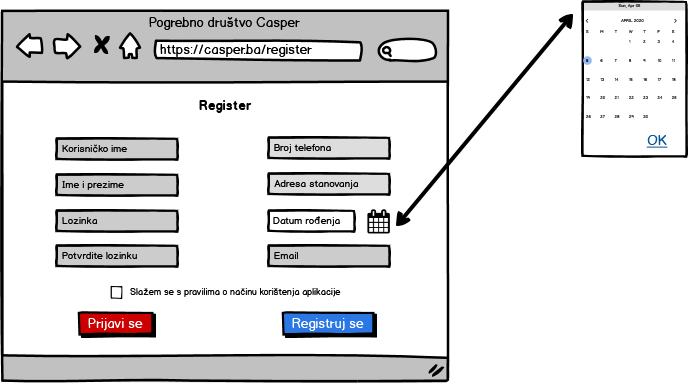 Pogrebno društvo Casper
https://casper.ba/register
Register
Korisničko ime
Broj telefona
Ime i prezime
Adresa stanovanja
Lozinka
Datum rođenja
Potvrdite lozinku
Email
Slažem se s pravilima o načinu korištenja aplikacije
Prijavi se
Registruj se
Sun, Apr 05
APRIL 2020
S M T W T F S
1 2 3 4
5 6 7 8 9 10 11
12 13 14 15 16 17 18
19 20 21 22 23 24 25
26 27 28 29 30
OK